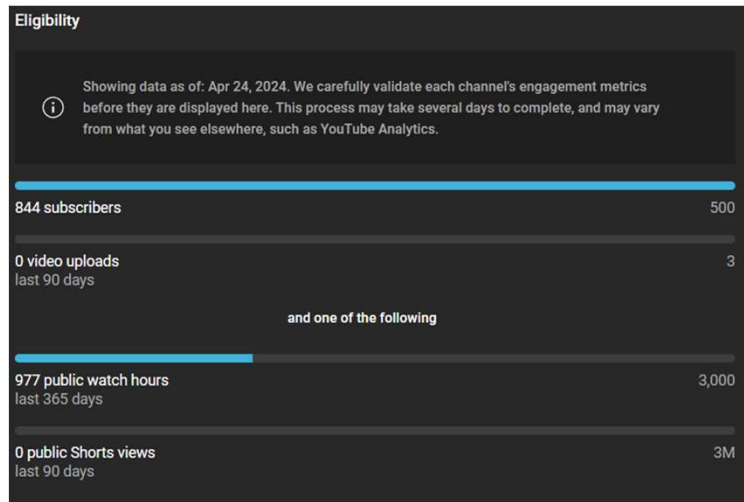 Eligibility
Showing data as of: Apr 24, 2024. We carefully validate each channel's engagement metrics
before they are displayed here. This process may take several days to complete, and may vary
from what you see elsewhere, such as YouTube Analytics.
844 subscribers 500
0 video uploads 3
last 90 days
and one of the following
977 public watch hours 3,000
last 365 days
0 public Shorts views 3M
last 90 days